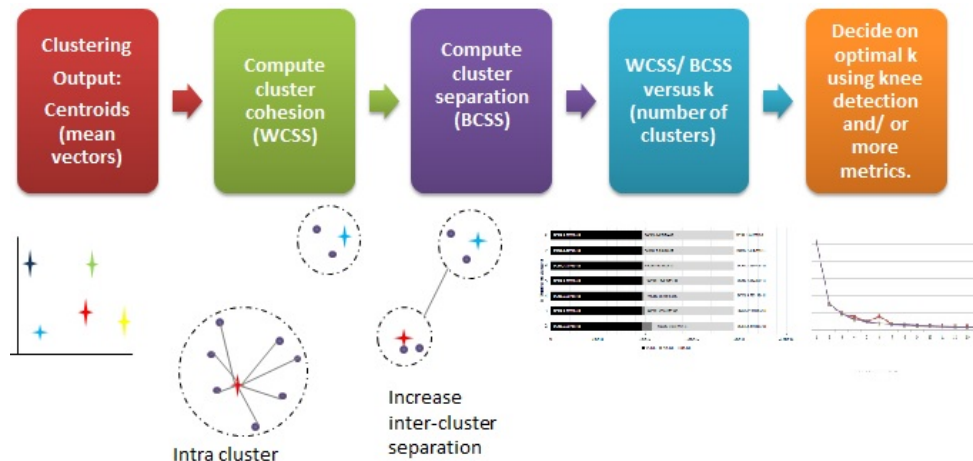 Clustering
Output:
Centroids
(mean
vectors)
Compute
cluster
cohesion
(WCSS)
Compute
cluster
separation
(BCSS)
WCSS/ BCSS
versus k
(number of
clusters)
Decide on
optimal k
using knee
detection
and/ or
more
metrics.
Intra cluster
Increase
inter-cluster
separation